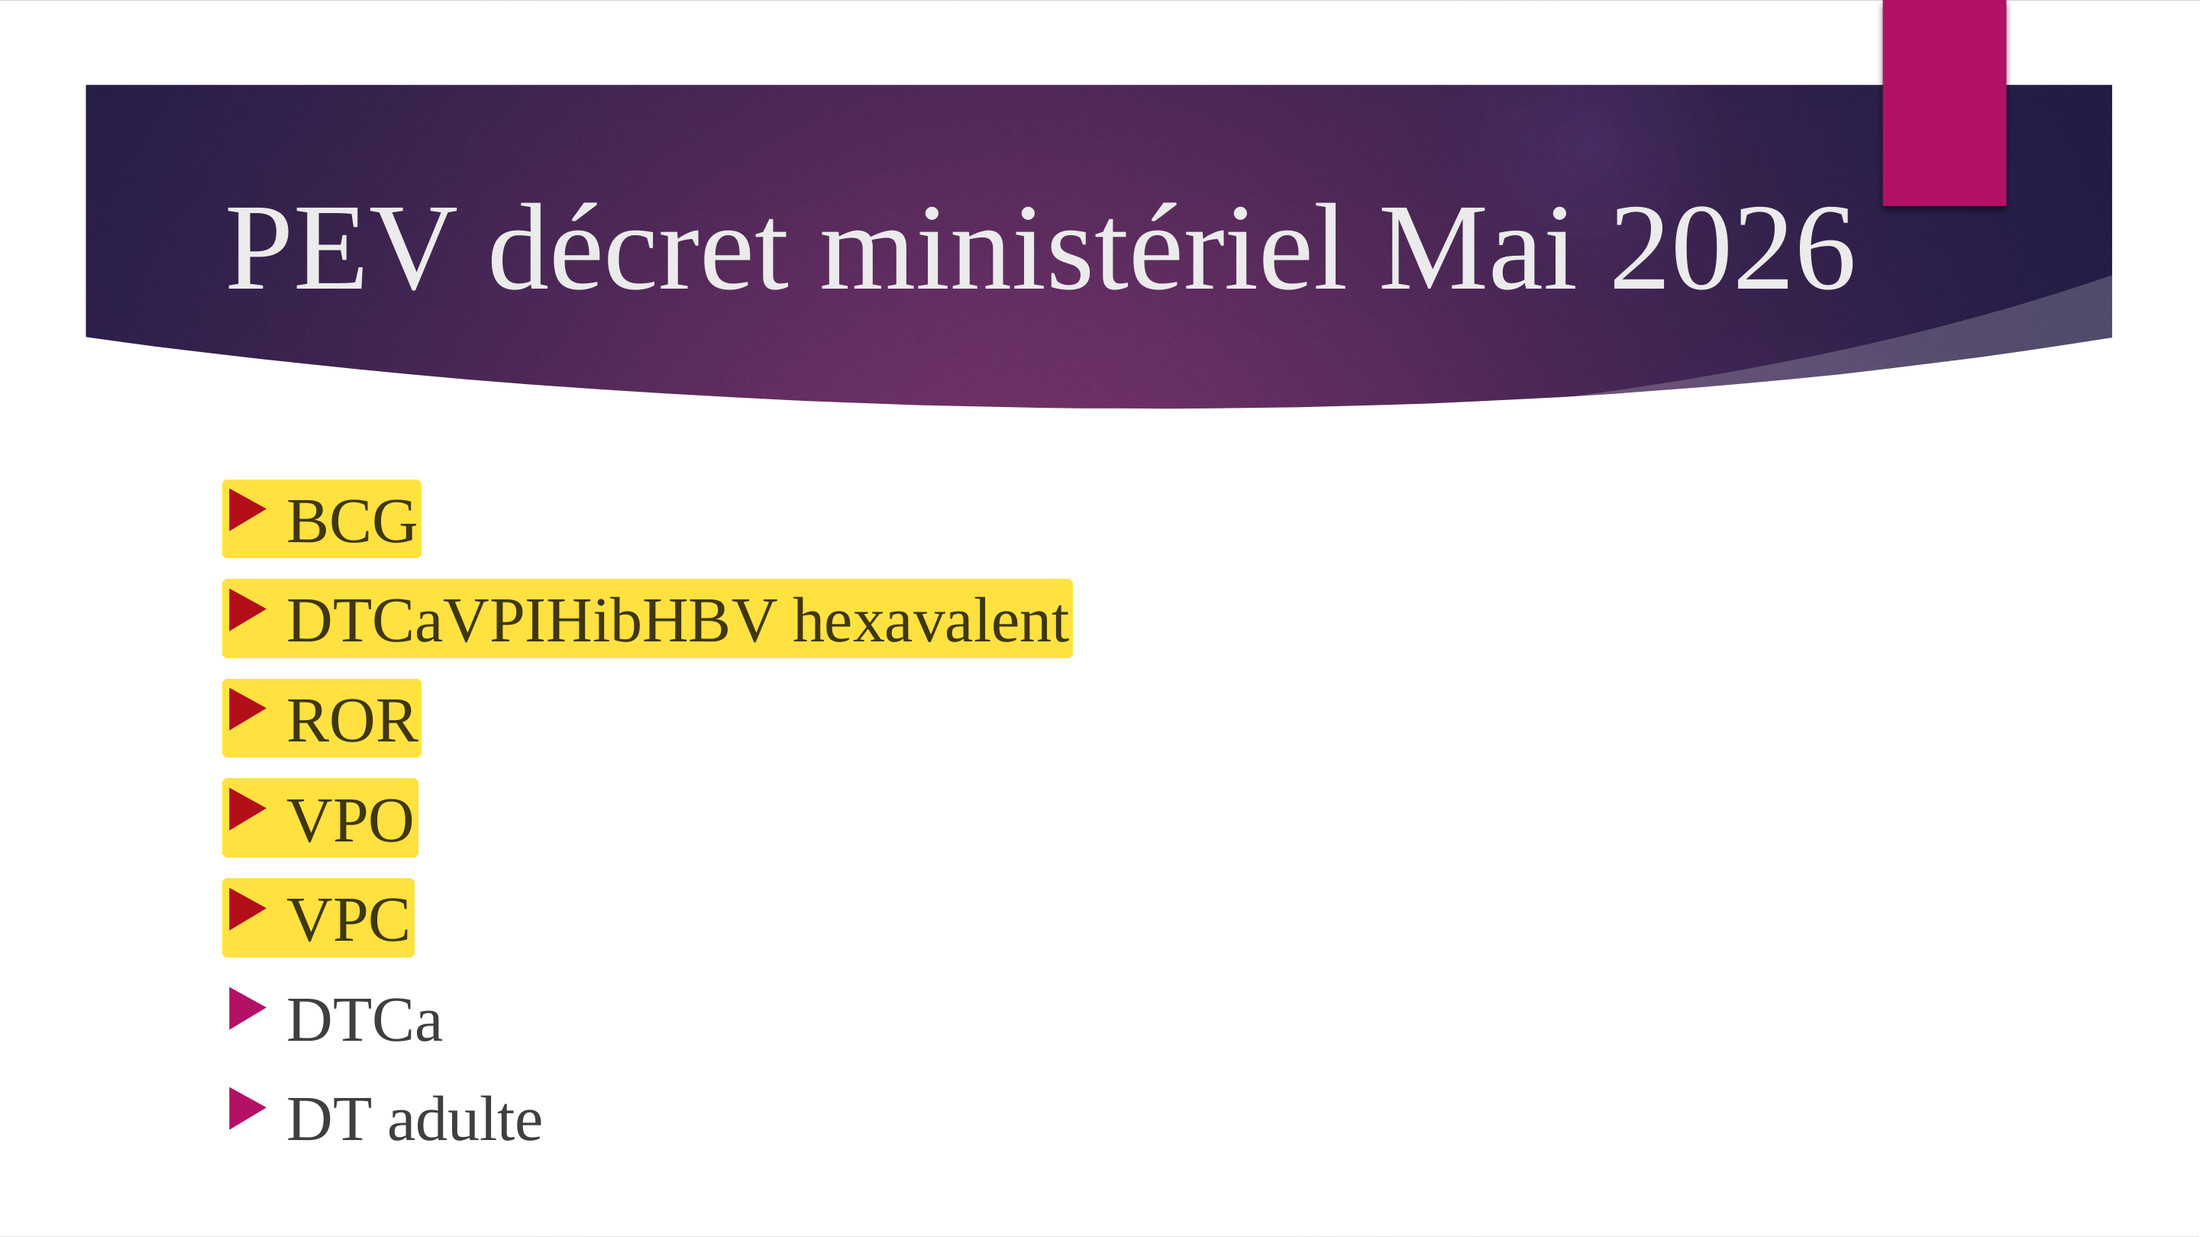 PEV décret ministériel Mai 2026
BCG
DTCaVPIHibHBV hexavalent
ROR
VPO
VPC
DTCa
DT adulte